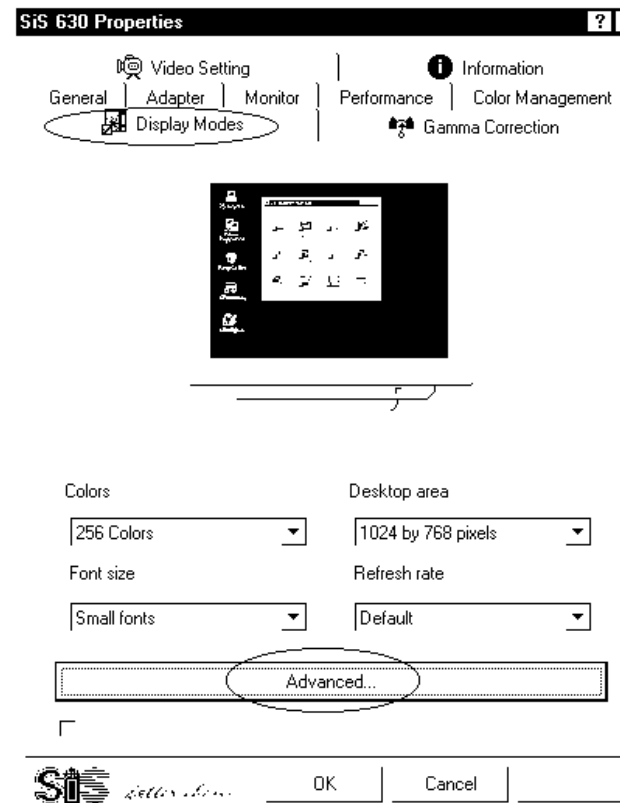 SiS 630 Properties ?
Video Setting Information
General Adapter Monitor Performance Color Management
Display Modes Gamma Correction
Colors Desktop area
256 Colors 1024 by 768 pixels
Font size Refresh rate
Small fonts Default
Advanced...
SiS OK Cancel